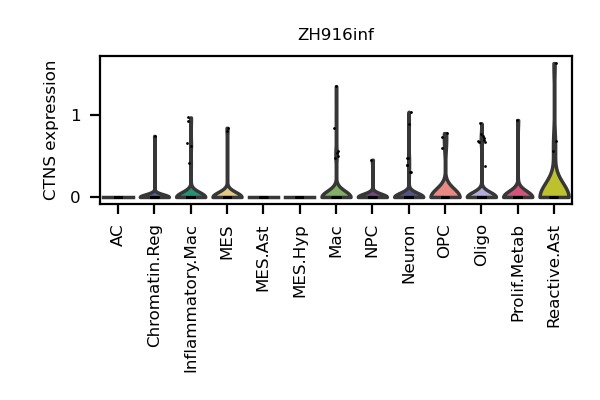 ZH916inf
CTNS expression
1
0
AC
Chromatin.Reg
Inflammatory.Mac
MES
MES.Ast
MES.Hyp
Mac
NPC
Neuron
OPC
Oligo
Prolif.Metab
Reactive.Ast